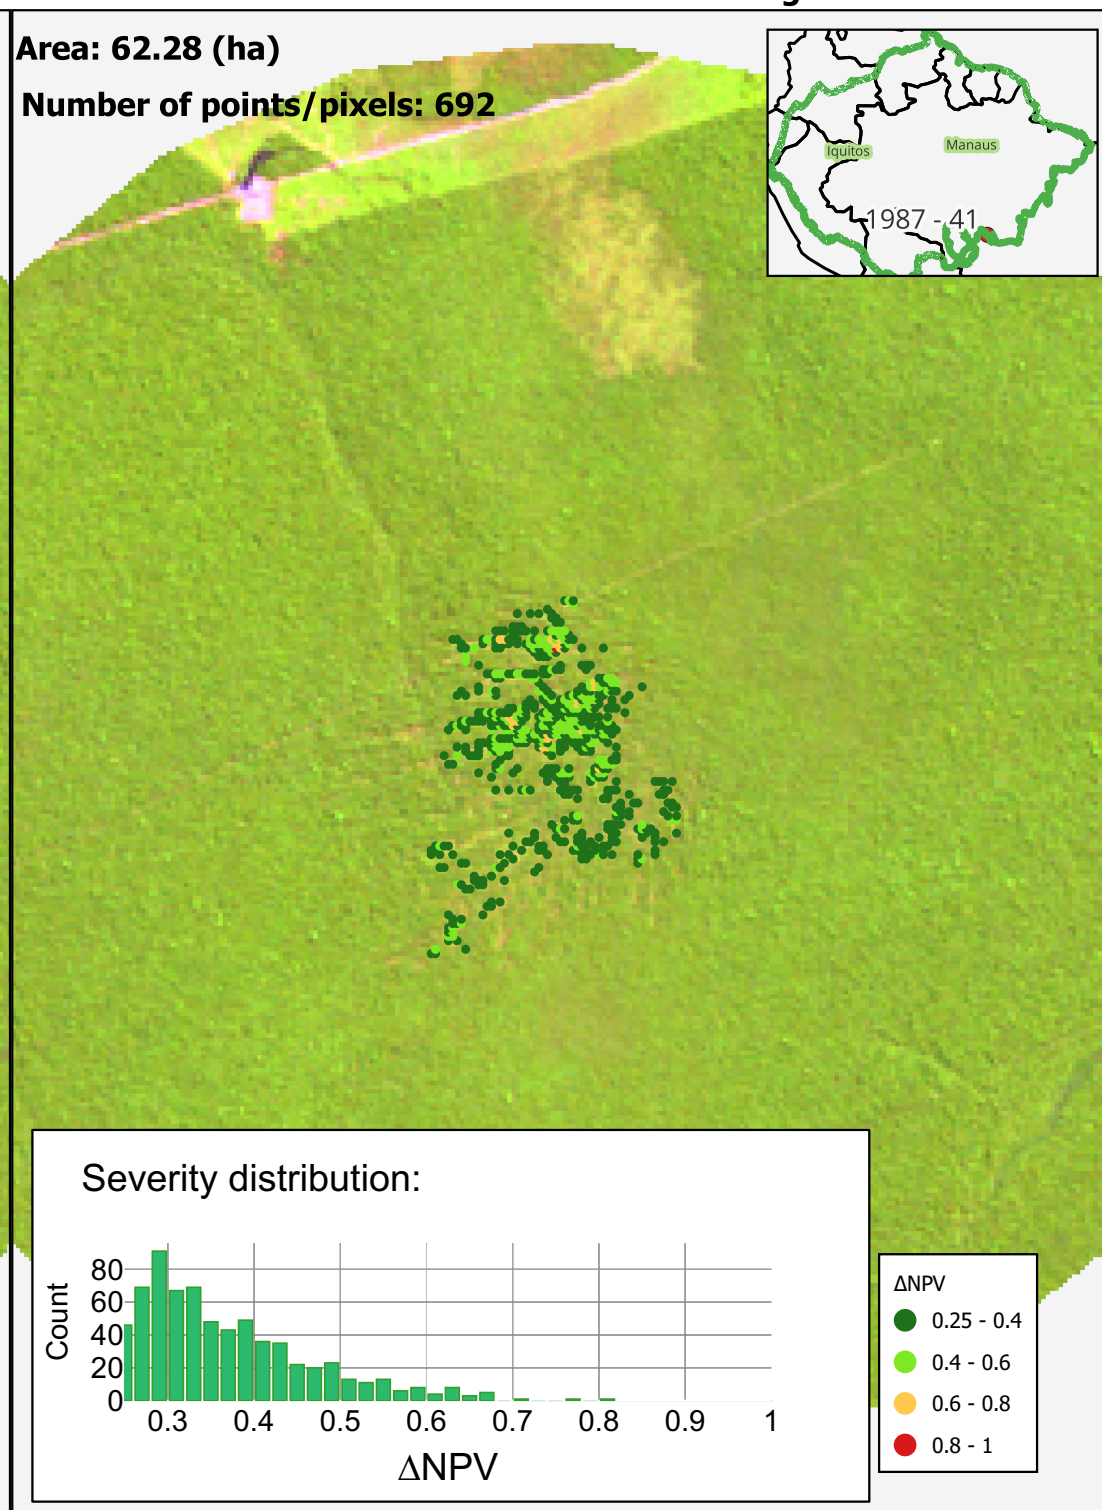 Area: 62.28 (ha)
Number of points/pixels: 692
Iquitos
Manaus
1987 - 41
Severity distribution:
Count
80
60
40
20
0
0.3 0.4 0.5 0.6 0.7 0.8 0.9 1
ΔNPV
ΔNPV
0.25 - 0.4
0.4 - 0.6
0.6 - 0.8
0.8 - 1